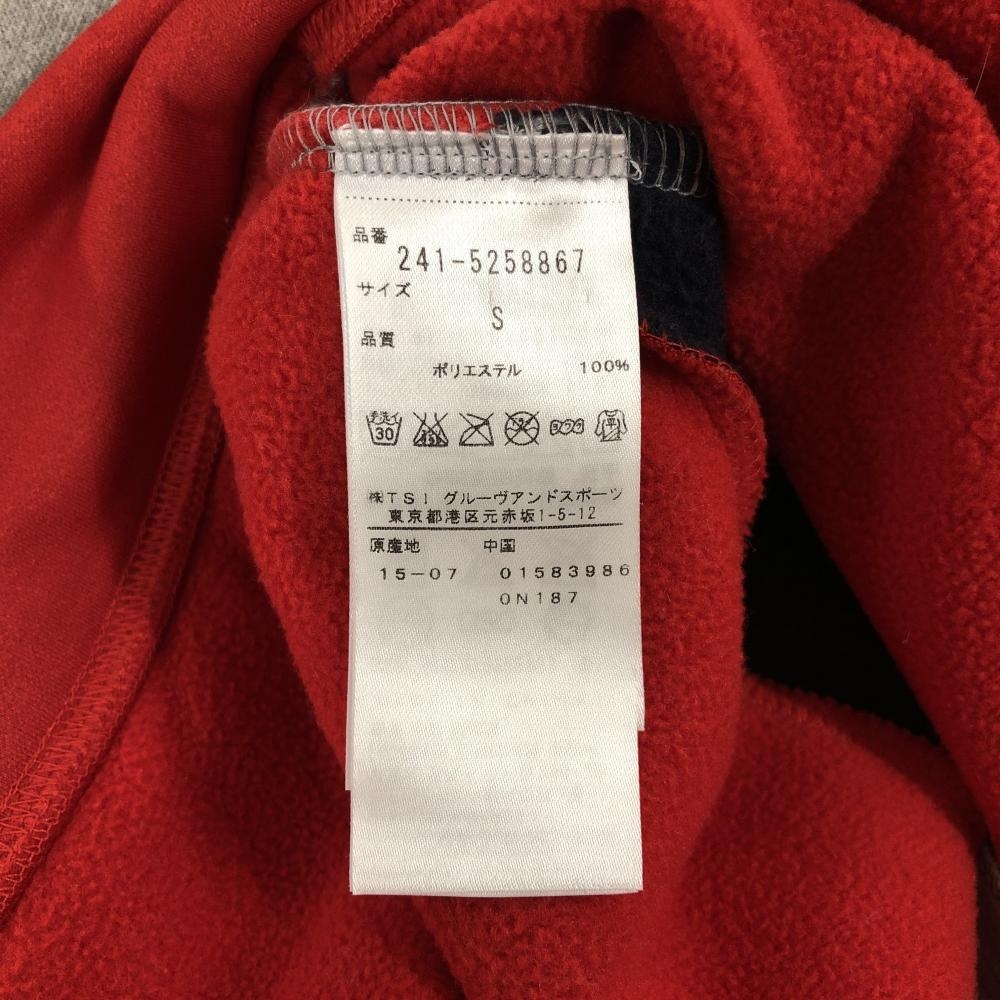 品番
241-5258867
サイズ
S
品質
ポリエステル 100%
手洗イ
30
ヨワク 平
㈱TSI グルーヴアンドスポーツ
東京都港区元赤坂1-5-12
原産地 中国
15-07 01583986
0N187